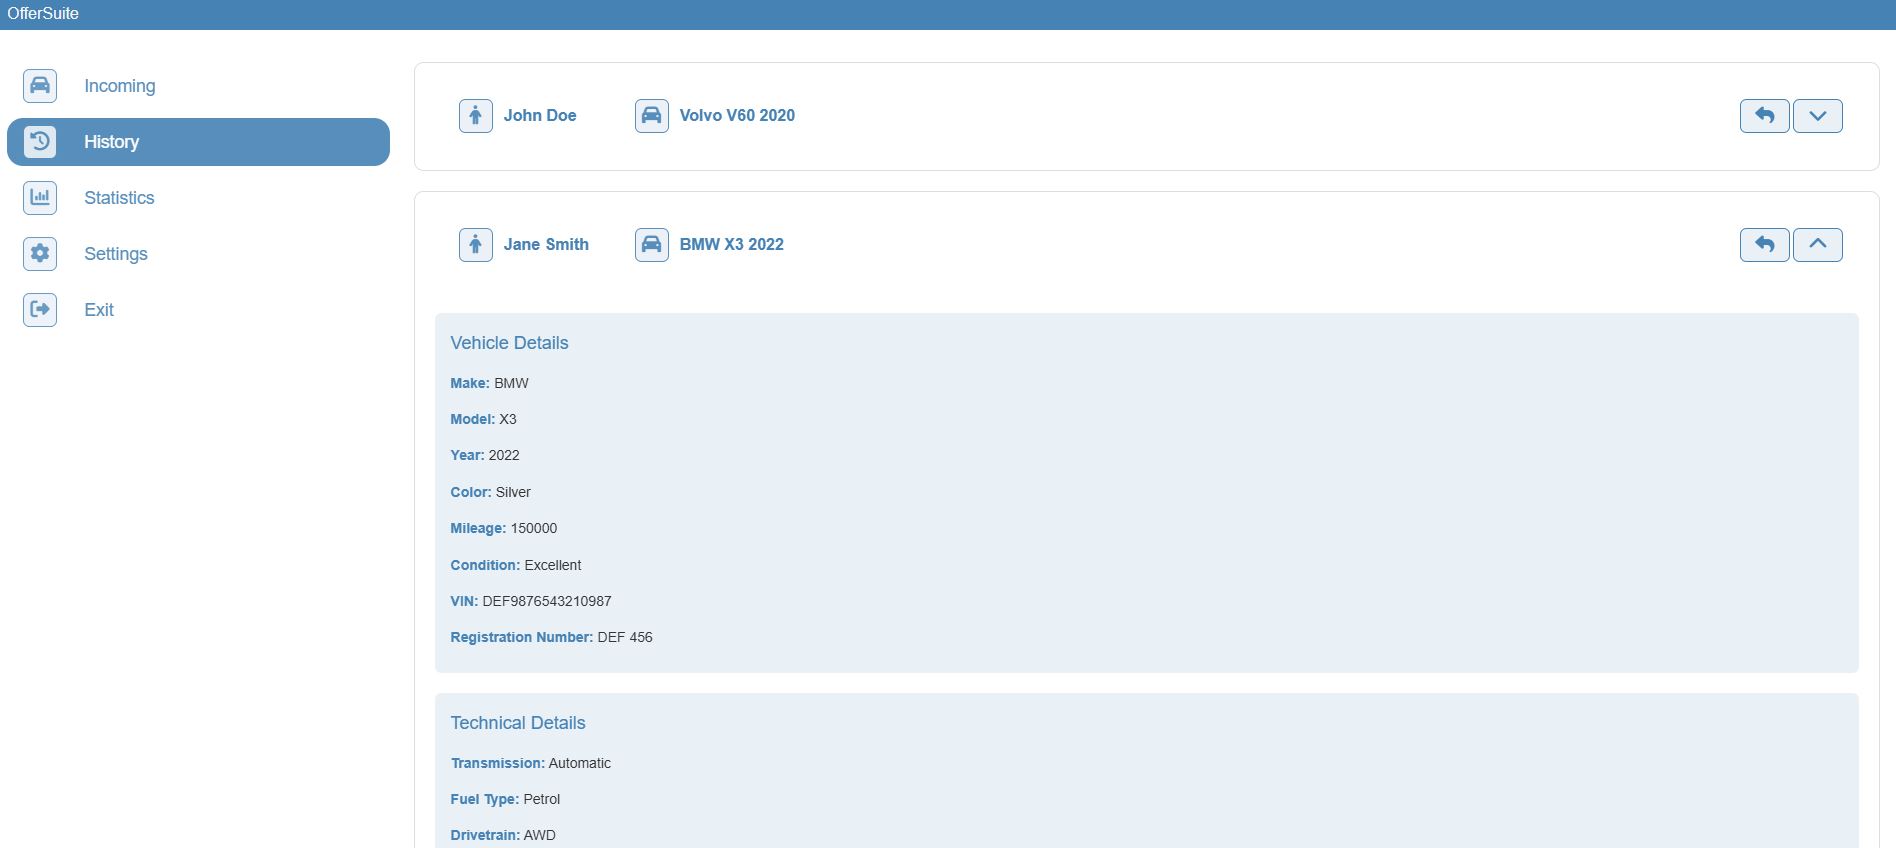 OfferSuite
Incoming
History
Statistics
Settings
Exit
John Doe Volvo V60 2020
Jane Smith BMW X3 2022
Vehicle Details
Make: BMW
Model: X3
Year: 2022
Color: Silver
Mileage: 150000
Condition: Excellent
VIN: DEF9876543210987
Registration Number: DEF 456
Technical Details
Transmission: Automatic
Fuel Type: Petrol
Drivetrain: AWD